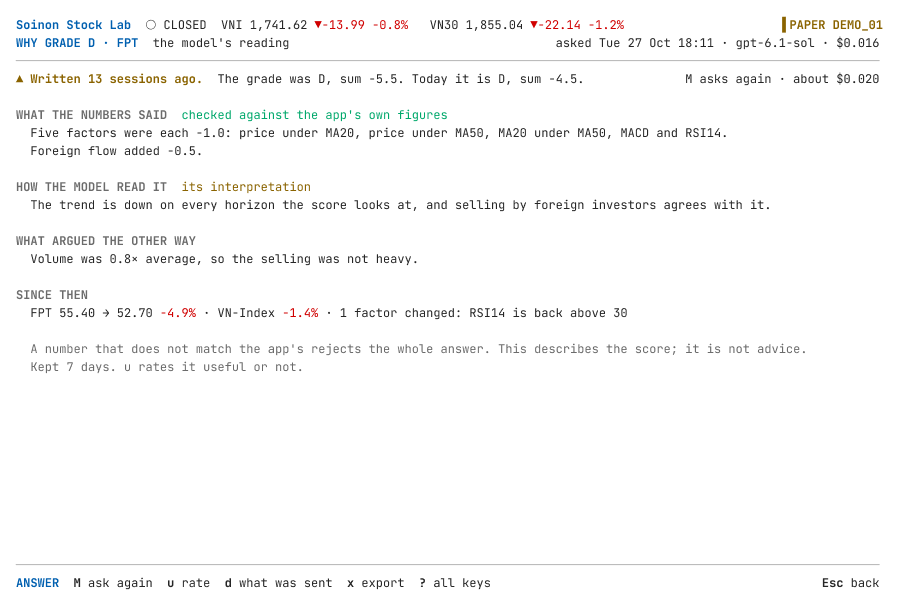 Soinon Stock Lab ○ CLOSED VNI 1,741.62 ▼-13.99 -0.8% VN30 1,855.04 ▼-22.14 -1.2% PAPER DEMO_01
WHY GRADE D · FPT the model's reading asked Tue 27 Oct 18:11 · gpt-6.1-sol · $0.016
▲ Written 13 sessions ago. The grade was D, sum -5.5. Today it is D, sum -4.5. M asks again · about $0.020
WHAT THE NUMBERS SAID checked against the app's own figures
Five factors were each -1.0: price under MA20, price under MA50, MA20 under MA50, MACD and RSI14.
Foreign flow added -0.5.
HOW THE MODEL READ IT its interpretation
The trend is down on every horizon the score looks at, and selling by foreign investors agrees with it.
WHAT ARGUED THE OTHER WAY
Volume was 0.8× average, so the selling was not heavy.
SINCE THEN
FPT 55.40 → 52.70 -4.9% · VN-Index -1.4% · 1 factor changed: RSI14 is back above 30
A number that does not match the app's rejects the whole answer. This describes the score; it is not advice.
Kept 7 days. u rates it useful or not.
ANSWER M ask again u rate d what was sent x export ? all keys Esc back